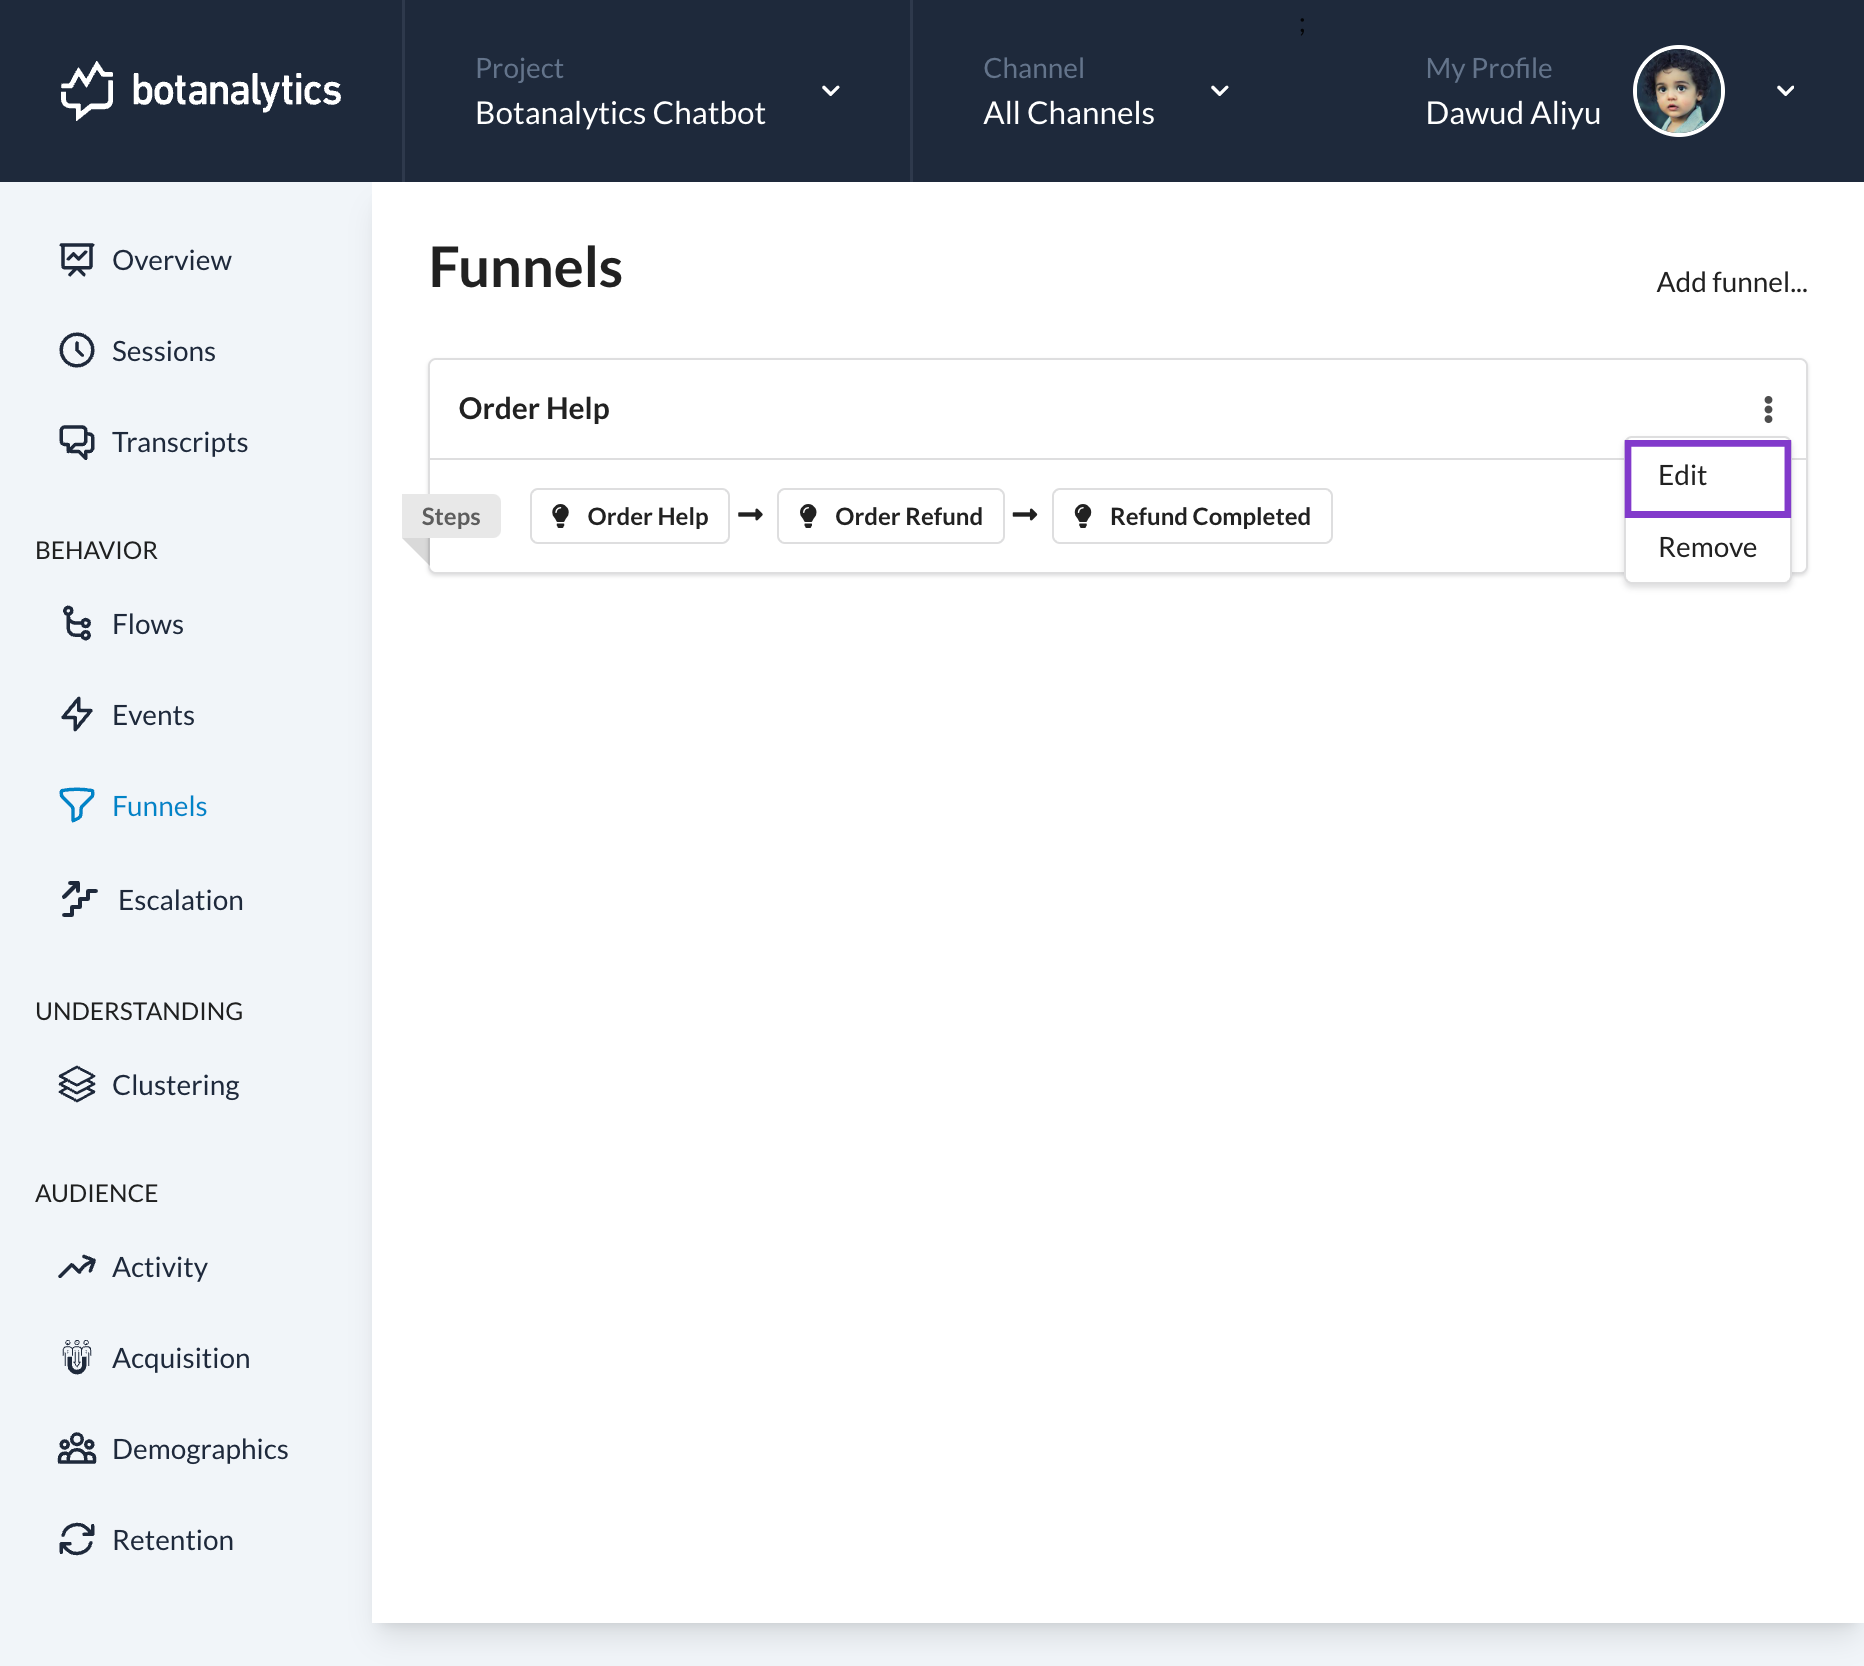 botanalytics
Project
Botanalytics Chatbot
Channel
All Channels
;
My Profile
Dawud Aliyu
Overview
Sessions
Transcripts
BEHAVIOR
Flows
Events
Funnels
Escalation
UNDERSTANDING
Clustering
AUDIENCE
Activity
Acquisition
Demographics
Retention
Funnels
Add funnel...
Order Help
Edit
Remove
Steps
Order Help
Order Refund
Refund Completed